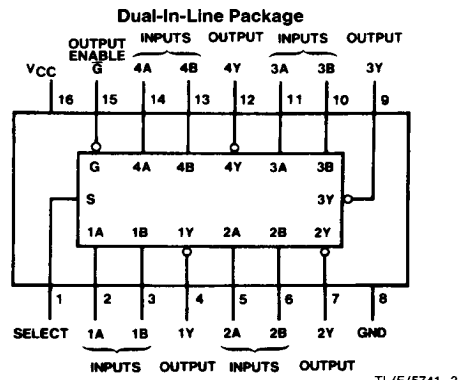 Dual-In-Line Package
OUTPUT ENABLE INPUTS OUTPUT INPUTS OUTPUT
VCC G 4A 4B 4Y 3A 3B 3Y
16 15 14 13 12 11 10 9
G 4A 4B 4Y 3A 3B
S 3Y
1A 1B 1Y 2A 2B 2Y
1 2 3 4 5 6 7 8
SELECT 1A 1B 1Y 2A 2B 2Y GND
INPUTS OUTPUT INPUTS OUTPUT